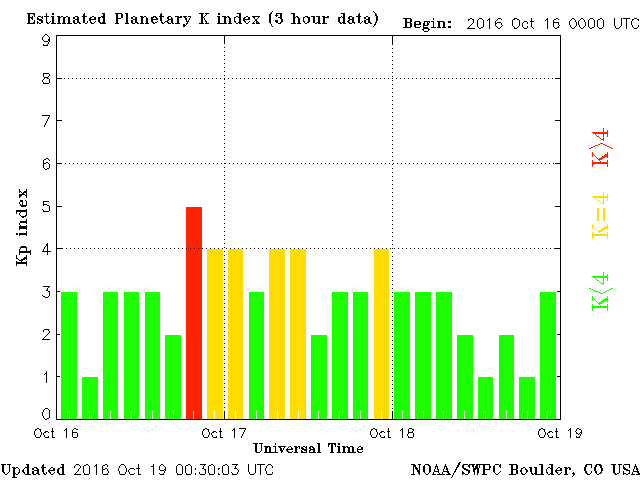 Estimated Planetary K index (3 hour data)
Begin: 2016 Oct 16 0000 UTC
9
8
7
6
5
4
3
2
1
0
Kp index
K>4
K=4
K<4
Oct 16
Oct 17
Oct 18
Oct 19
Universal Time
Updated 2016 Oct 19 00:30:03 UTC
NOAA/SWPC Boulder, CO USA